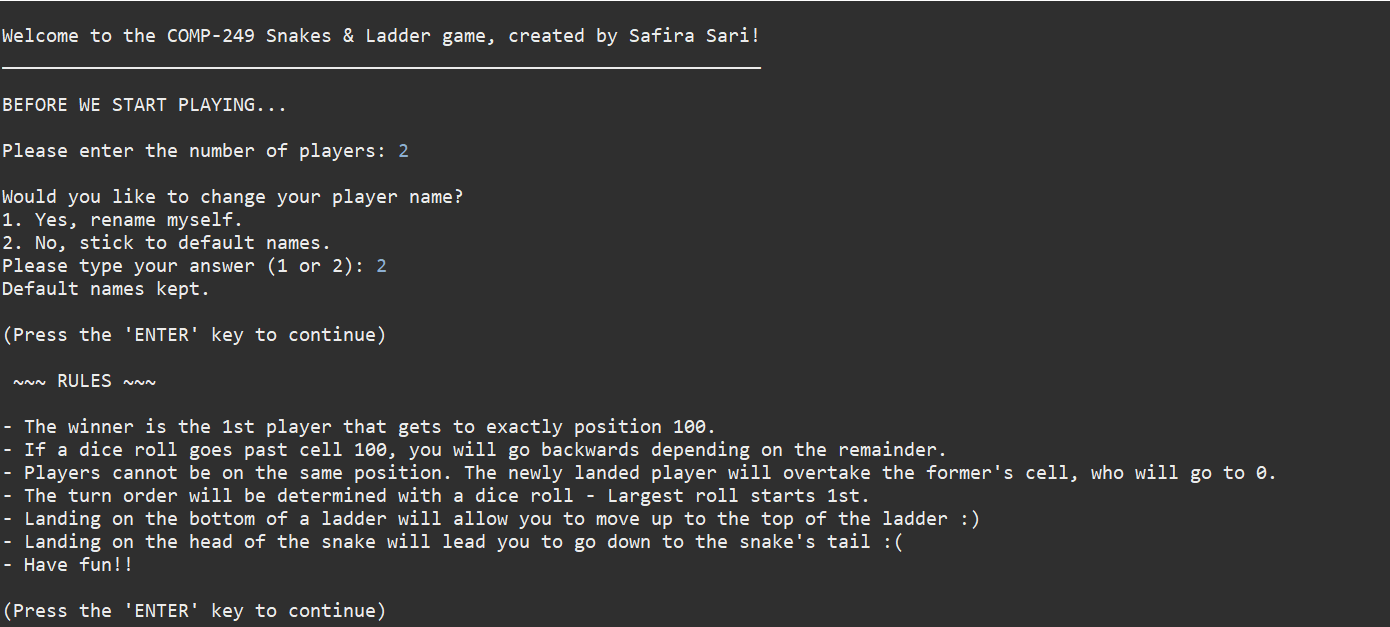 Welcome to the COMP-249 Snakes & Ladder game, created by Safira Sari!
BEFORE WE START PLAYING...
Please enter the number of players: 2
Would you like to change your player name?
1. Yes, rename myself.
2. No, stick to default names.
Please type your answer (1 or 2): 2
Default names kept.
(Press the 'ENTER' key to continue)
~~~ RULES ~~~
- The winner is the 1st player that gets to exactly position 100.
- If a dice roll goes past cell 100, you will go backwards depending on the remainder.
- Players cannot be on the same position. The newly landed player will overtake the former's cell, who will go to 0.
- The turn order will be determined with a dice roll - Largest roll starts 1st.
- Landing on the bottom of a ladder will allow you to move up to the top of the ladder :)
- Landing on the head of the snake will lead you to go down to the snake's tail :(
- Have fun!!
(Press the 'ENTER' key to continue)